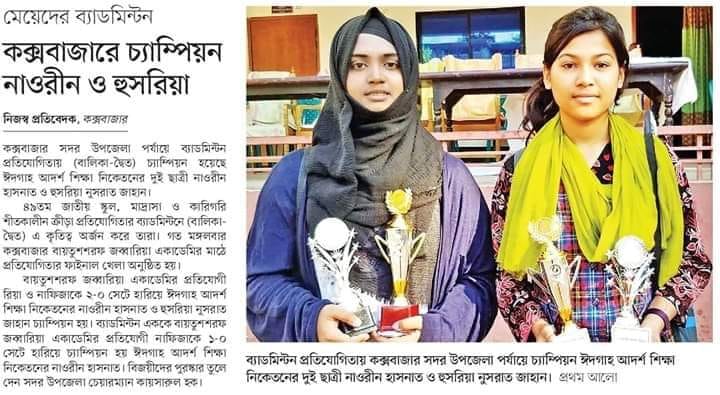 মেয়েদের ব্যাডমিন্টন
কক্সবাজারে চ্যাম্পিয়ন
নাওরীন ও হুসরিয়া
নিজস্ব প্রতিবেদক, কক্সবাজার
কক্সবাজার সদর উপজেলা পর্যায়ে ব্যাডমিন্টন
প্রতিযোগিতায় (বালিকা-দ্বৈত) চ্যাম্পিয়ন হয়েছে
ঈদগাহ আদর্শ শিক্ষা নিকেতনের দুই ছাত্রী নাওরীন
হাসনাত ও হুসরিয়া নুসরাত জাহান।
৪৯তম জাতীয় স্কুল, মাদ্রাসা ও কারিগরি
শীতকালীন ক্রীড়া প্রতিযোগিতার ব্যাডমিন্টনে (বালিকা-
দ্বৈত) এ কৃতিত্ব অর্জন করে তারা। গত মঙ্গলবার
কক্সবাজার বায়তুশশরফ জব্বারিয়া একাডেমির মাঠে
প্রতিযোগিতার ফাইনাল খেলা অনুষ্ঠিত হয়।
বায়তুশশরফ জব্বারিয়া একাডেমির প্রতিযোগী
রিয়া ও নাফিজাকে ২-০ সেটে হারিয়ে ঈদগাহ আদর্শ
শিক্ষা নিকেতনের নাওরীন হাসনাত ও হুসরিয়া নুসরাত
জাহান চ্যাম্পিয়ন হয়। ব্যাডমিন্টন এককে বায়তুশশরফ
জব্বারিয়া একাডেমির প্রতিযোগী নাফিজাকে ১-০
সেটে হারিয়ে চ্যাম্পিয়ন হয় ঈদগাহ আদর্শ শিক্ষা
নিকেতনের নাওরীন হাসনাত। বিজয়ীদের পুরস্কার তুলে
দেন সদর উপজেলা চেয়ারম্যান কায়সারুল হক।
ব্যাডমিন্টন প্রতিযোগিতায় কক্সবাজার সদর উপজেলা পর্যায়ে চ্যাম্পিয়ন ঈদগাহ আদর্শ শিক্ষা
নিকেতনের দুই ছাত্রী নাওরীন হাসনাত ও হুসরিয়া নুসরাত জাহান। প্রথম আলো